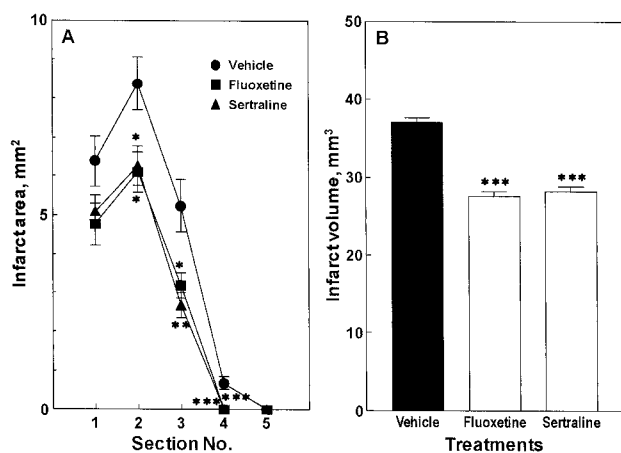 A
Vehicle
Fluoxetine
Sertraline
Infarct area, mm²
10
5
0
*
*
*
**
*** ***
1 2 3 4 5
Section No.
B
Infarct volume, mm³
50
40
30
20
10
0
*** ***
Vehicle Fluoxetine Sertraline
Treatments